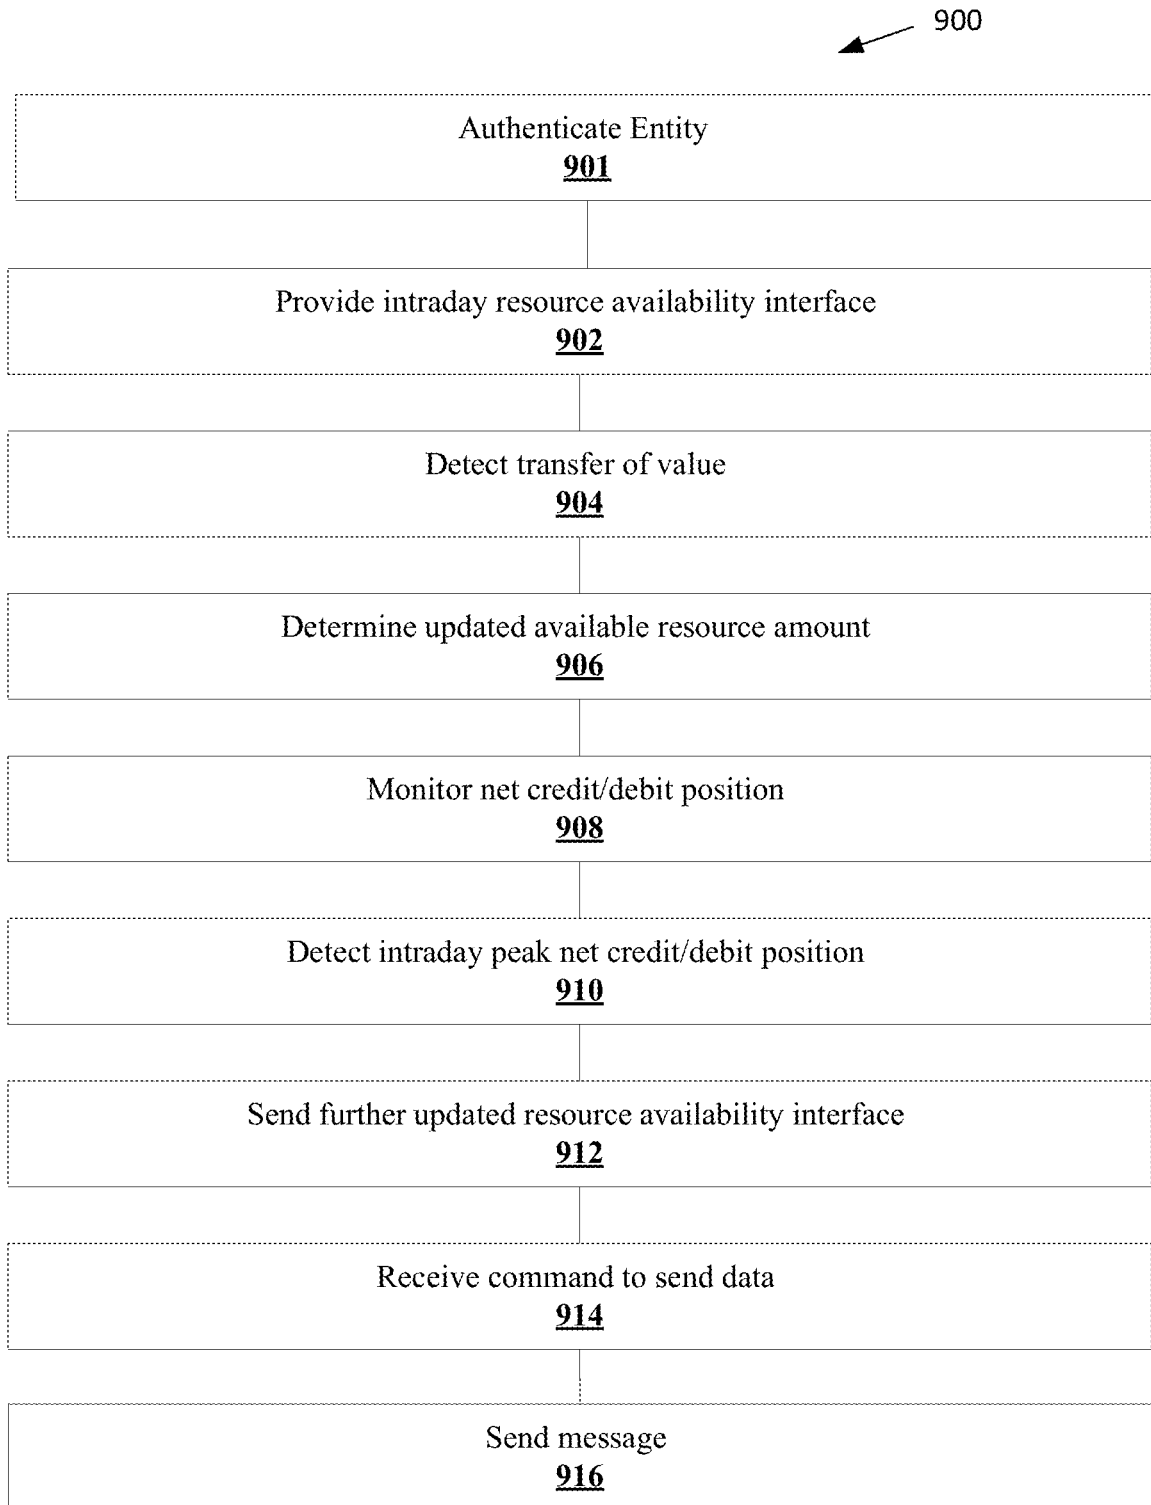 900
Authenticate Entity
901
Provide intraday resource availability interface
902
Detect transfer of value
904
Determine updated available resource amount
906
Monitor net credit/debit position
908
Detect intraday peak net credit/debit position
910
Send further updated resource availability interface
912
Receive command to send data
914
Send message
916